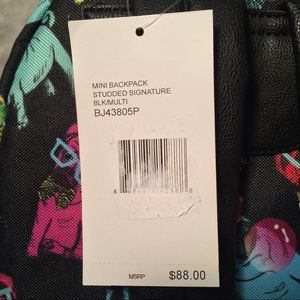 MINI BACKPACK
STUDDED SIGNATURE
BLK/MULTI
BJ43805P
MSRP $88.00